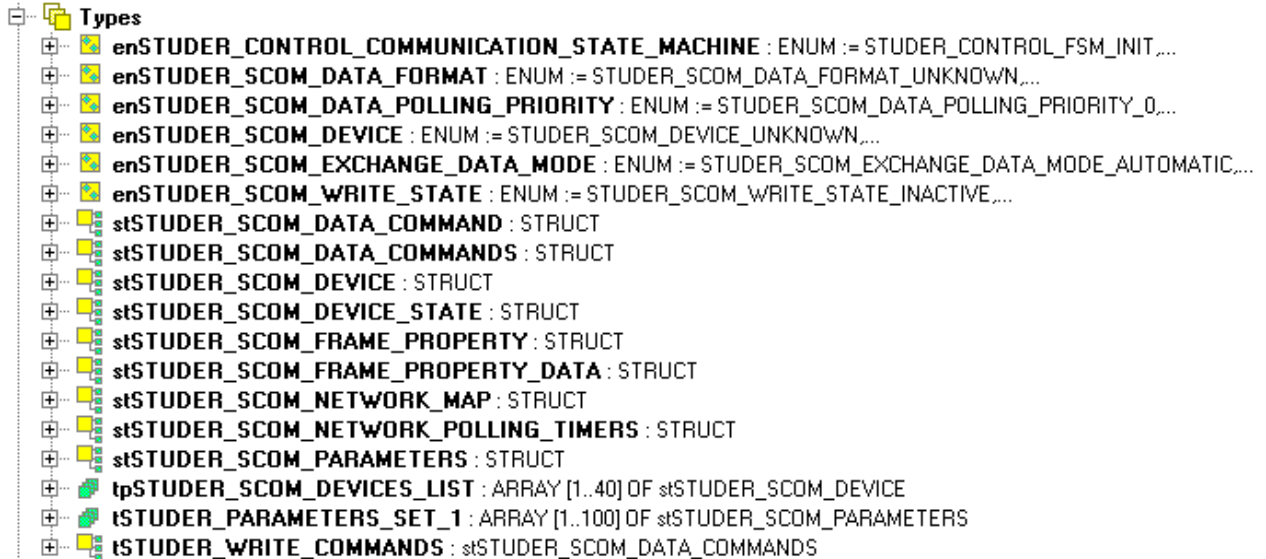 Types
enSTUDER_CONTROL_COMMUNICATION_STATE_MACHINE : ENUM := STUDER_CONTROL_FSM_INIT,...
enSTUDER_SCOM_DATA_FORMAT : ENUM := STUDER_SCOM_DATA_FORMAT_UNKNOWN,...
enSTUDER_SCOM_DATA_POLLING_PRIORITY : ENUM := STUDER_SCOM_DATA_POLLING_PRIORITY_0,...
enSTUDER_SCOM_DEVICE : ENUM := STUDER_SCOM_DEVICE_UNKNOWN,...
enSTUDER_SCOM_EXCHANGE_DATA_MODE : ENUM := STUDER_SCOM_EXCHANGE_DATA_MODE_AUTOMATIC,...
enSTUDER_SCOM_WRITE_STATE : ENUM := STUDER_SCOM_WRITE_STATE_INACTIVE,...
stSTUDER_SCOM_DATA_COMMAND : STRUCT
stSTUDER_SCOM_DATA_COMMANDS : STRUCT
stSTUDER_SCOM_DEVICE : STRUCT
stSTUDER_SCOM_DEVICE_STATE : STRUCT
stSTUDER_SCOM_FRAME_PROPERTY : STRUCT
stSTUDER_SCOM_FRAME_PROPERTY_DATA : STRUCT
stSTUDER_SCOM_NETWORK_MAP : STRUCT
stSTUDER_SCOM_NETWORK_POLLING_TIMERS : STRUCT
stSTUDER_SCOM_PARAMETERS : STRUCT
tpSTUDER_SCOM_DEVICES_LIST : ARRAY [1..40] OF stSTUDER_SCOM_DEVICE
tSTUDER_PARAMETERS_SET_1 : ARRAY [1..100] OF stSTUDER_SCOM_PARAMETERS
tSTUDER_WRITE_COMMANDS : stSTUDER_SCOM_DATA_COMMANDS